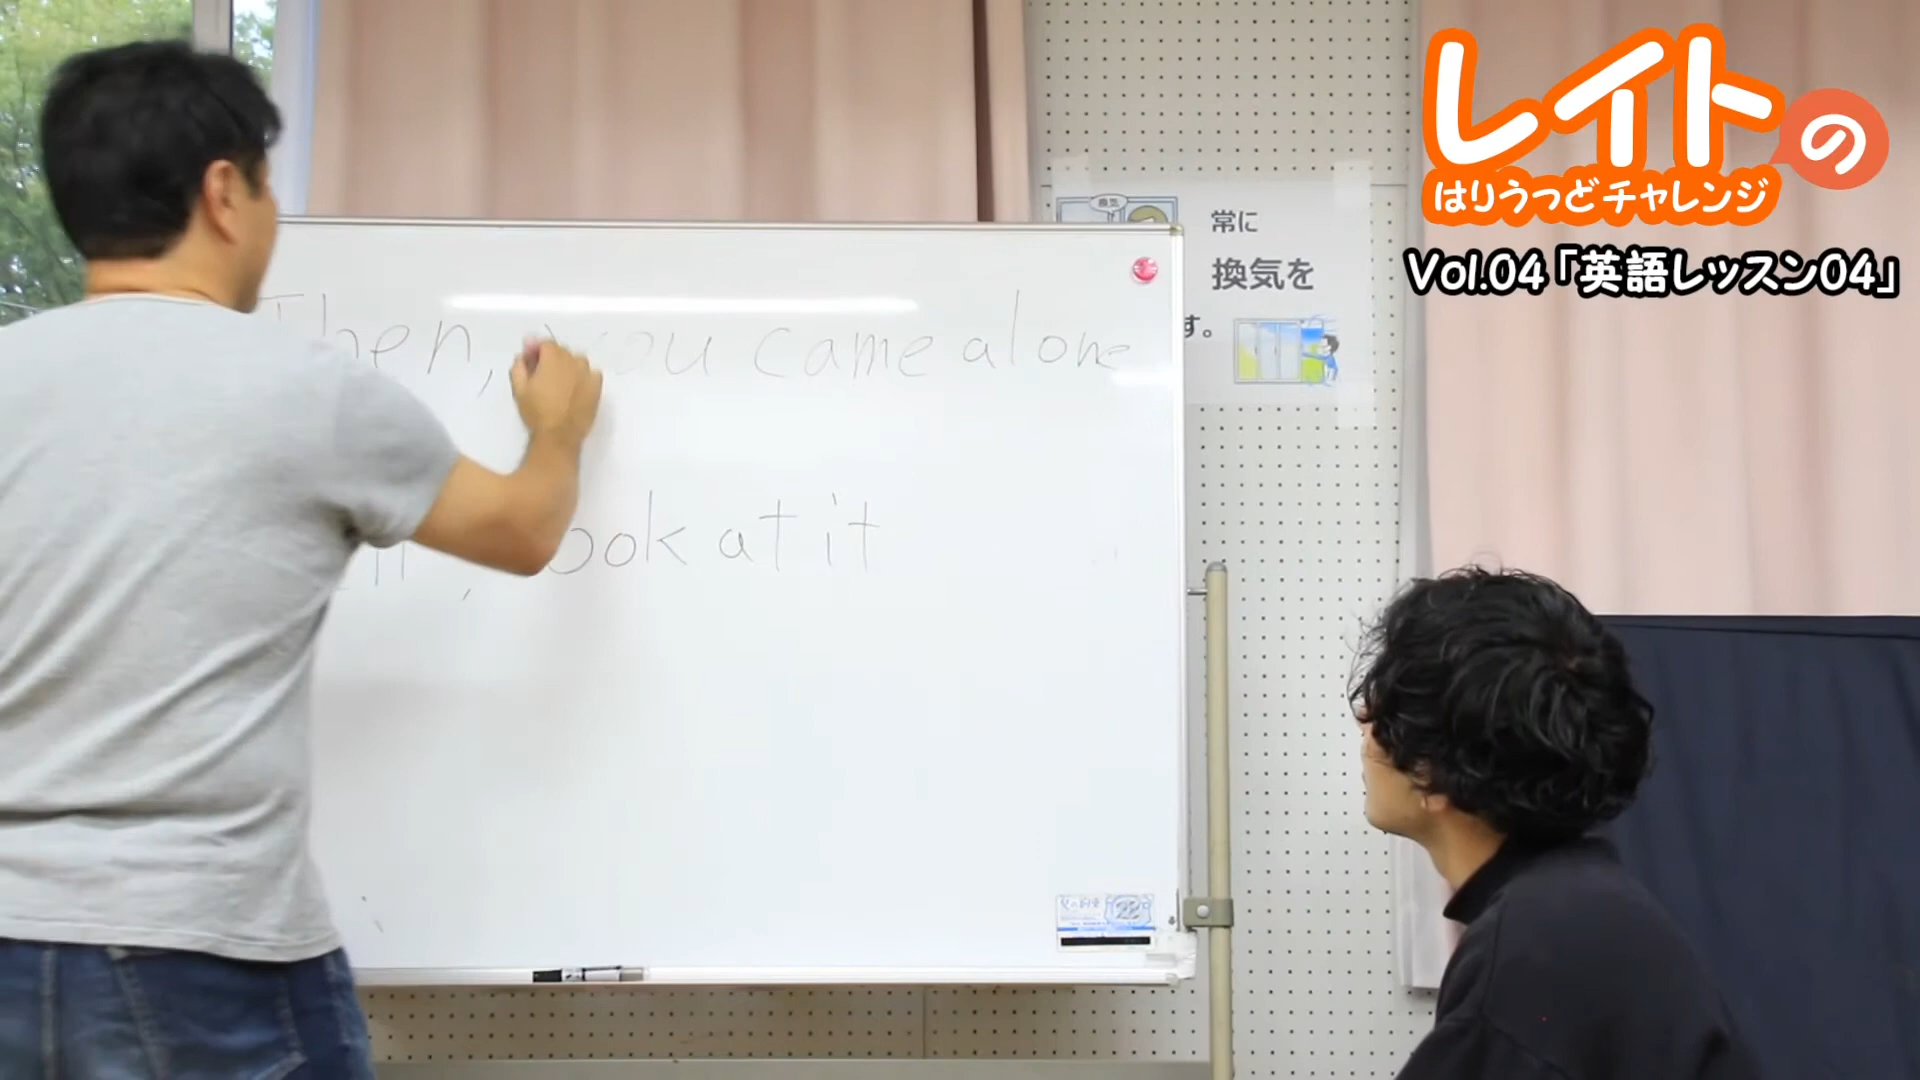 レイトの
はりうっどチャレンジ
Vol.04「英語レッスン04」
常に
換気を
す。
Then, you came alone
look at it